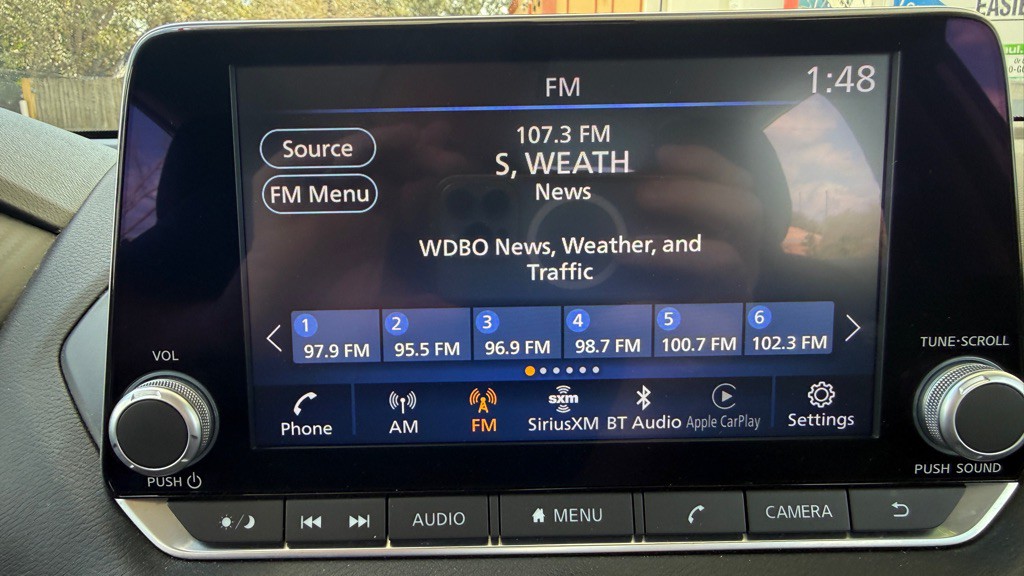 EASIE
FM
1:48
107.3 FM
Source
S, WEATH
FM Menu
News
WDBO News, Weather, and
Traffic
1 2 3 4 5 6
97.9 FM 95.5 FM 96.9 FM 98.7 FM 100.7 FM 102.3 FM
VOL
TUNE·SCROLL
sxm
Phone AM FM SiriusXM BT Audio Apple CarPlay Settings
PUSH
PUSH SOUND
AUDIO MENU CAMERA